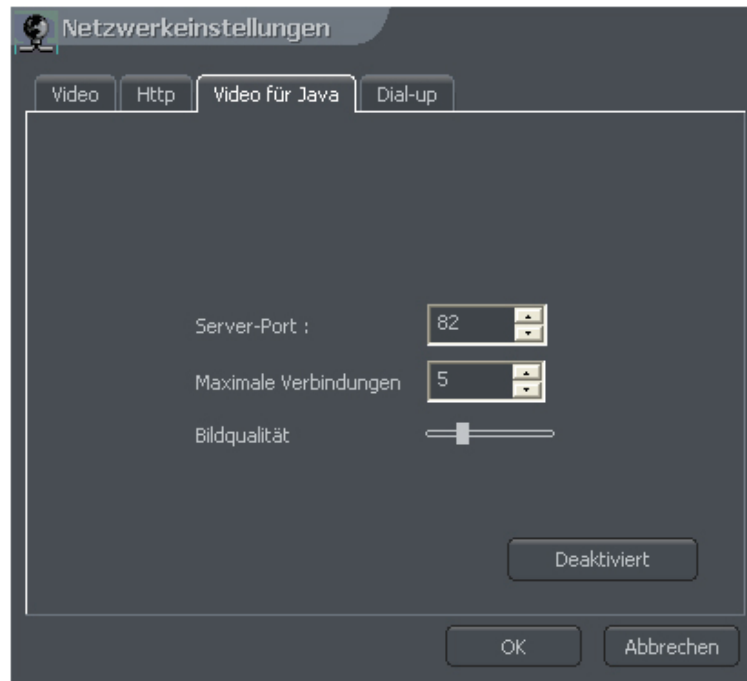 Netzwerkeinstellungen
Video Http Video für Java Dial-up
Server-Port : 82
Maximale Verbindungen 5
Bildqualität
Deaktiviert
OK Abbrechen